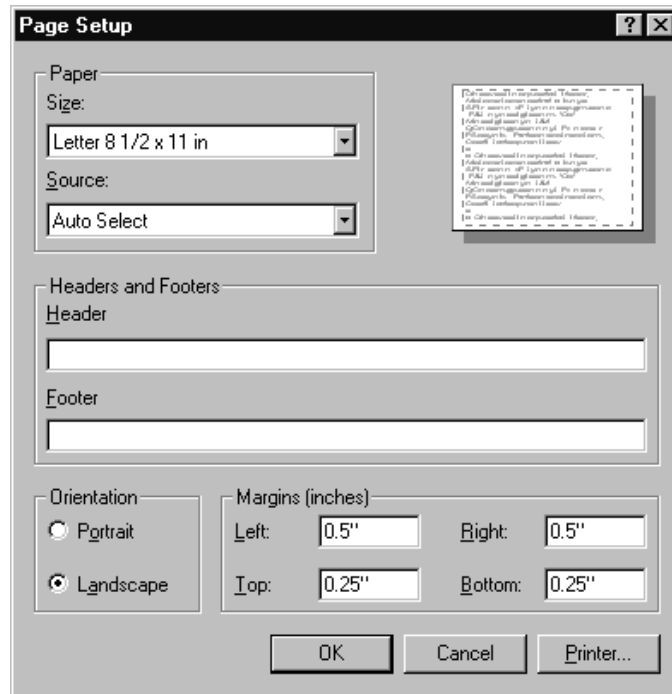 Page Setup
Paper
Size:
Letter 8 1/2 x 11 in
Source:
Auto Select
Headers and Footers
Header
Footer
Orientation
Portrait
Landscape
Margins (inches)
Left: 0.5" Right: 0.5"
Top: 0.25" Bottom: 0.25"
OK Cancel Printer...